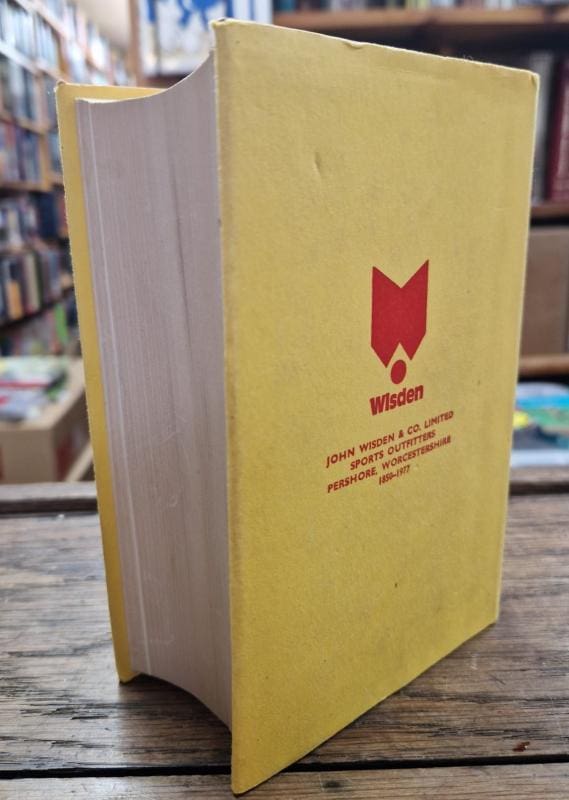 Wisden
JOHN WISDEN & CO. LIMITED
SPORTS OUTFITTERS
PERSHORE, WORCESTERSHIRE
1850–1977